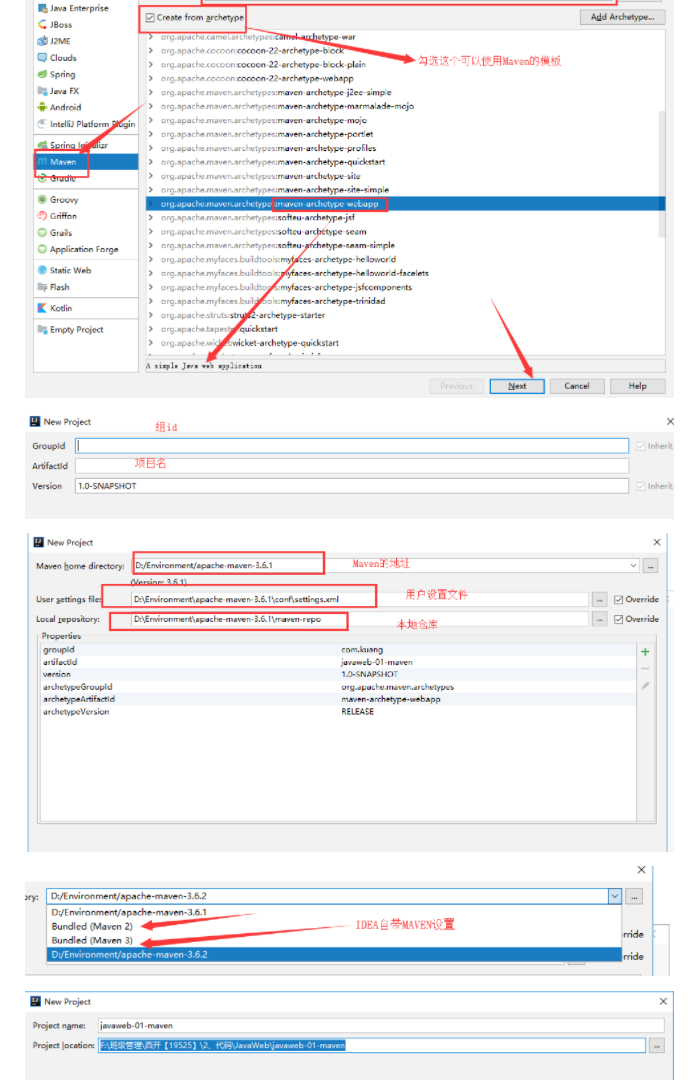 Java Enterprise
JBoss
J2ME
Clouds
Spring
Java FX
Android
IntelliJ Platform Plugin
Spring Initializr
Maven
Gradle
Groovy
Griffon
Grails
Application Forge
Static Web
Flash
Kotlin
Empty Project
Create from archetype
Add Archetype...
org.apache.camel.archetypes:camel-archetype-war
org.apache.cocoon:cocoon-22-archetype-block
org.apache.cocoon:cocoon-22-archetype-block-plain
org.apache.cocoon:cocoon-22-archetype-webapp
org.apache.maven.archetypes:maven-archetype-j2ee-simple
org.apache.maven.archetypes:maven-archetype-marmalade-mojo
org.apache.maven.archetypes:maven-archetype-mojo
org.apache.maven.archetypes:maven-archetype-portlet
org.apache.maven.archetypes:maven-archetype-profiles
org.apache.maven.archetypes:maven-archetype-quickstart
org.apache.maven.archetypes:maven-archetype-site
org.apache.maven.archetypes:maven-archetype-site-simple
org.apache.maven.archetypes:maven-archetype-webapp
org.apache.maven.archetypes:softeu-archetype-jsf
org.apache.maven.archetypes:softeu-archetype-seam
org.apache.maven.archetypes:softeu-archetype-seam-simple
org.apache.myfaces.buildtools:myfaces-archetype-helloworld
org.apache.myfaces.buildtools:myfaces-archetype-helloworld-facelets
org.apache.myfaces.buildtools:myfaces-archetype-jsfcomponents
org.apache.myfaces.buildtools:myfaces-archetype-trinidad
org.apache.struts:struts2-archetype-starter
org.apache.tapestry:quickstart
org.apache.wicket:wicket-archetype-quickstart
勾选这个可以使用Maven的模板
A simple Java web application
Previous
Next
Cancel
Help
New Project
组id
GroupId
Inherit
ArtifactId
项目名
Version
1.0-SNAPSHOT
Inherit
New Project
Maven home directory:
D:/Environment/apache-maven-3.6.1
Maven的地址
(Version: 3.6.1)
User settings file:
D:\Environment\apache-maven-3.6.1\conf\settings.xml
用户设置文件
Override
Local repository:
D:\Environment\apache-maven-3.6.1\maven-repo
本地仓库
Override
Properties
groupId com.kuang
artifactId javaweb-01-maven
version 1.0-SNAPSHOT
archetypeGroupId org.apache.maven.archetypes
archetypeArtifactId maven-archetype-webapp
archetypeVersion RELEASE
ory:
D:/Environment/apache-maven-3.6.2
D:/Environment/apache-maven-3.6.1
Bundled (Maven 2)
IDEA自带MAVEN设置
rride
Bundled (Maven 3)
D:/Environment/apache-maven-3.6.2
rride
New Project
Project name:
javaweb-01-maven
Project location:
F:\班级管理\西开【19525】\2、代码\JavaWeb\javaweb-01-maven